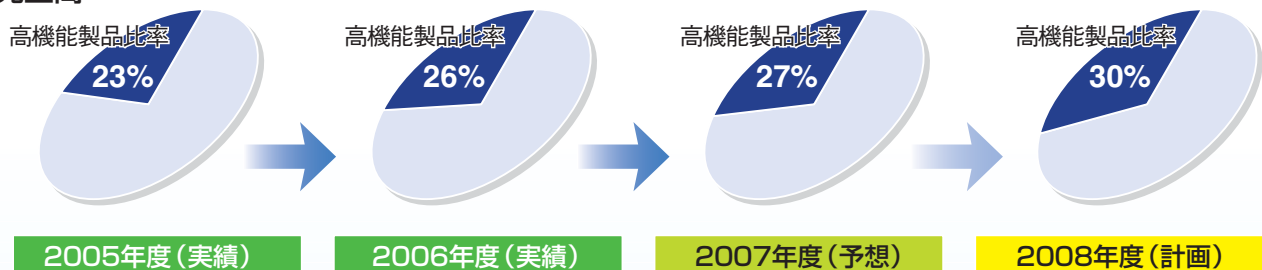 高機能製品比率
23%
高機能製品比率
26%
高機能製品比率
27%
高機能製品比率
30%
2005年度(実績)
2006年度(実績)
2007年度(予想)
2008年度(計画)